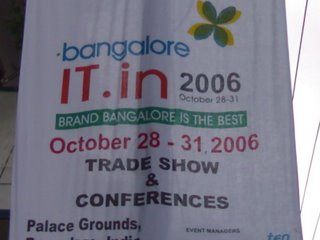 bangalore
IT.in 2006
October 28-31
BRAND BANGALORE IS THE BEST
October 28 - 31, 2006
TRADE SHOW
&
CONFERENCES
Palace Grounds,
EVENT MANAGERS